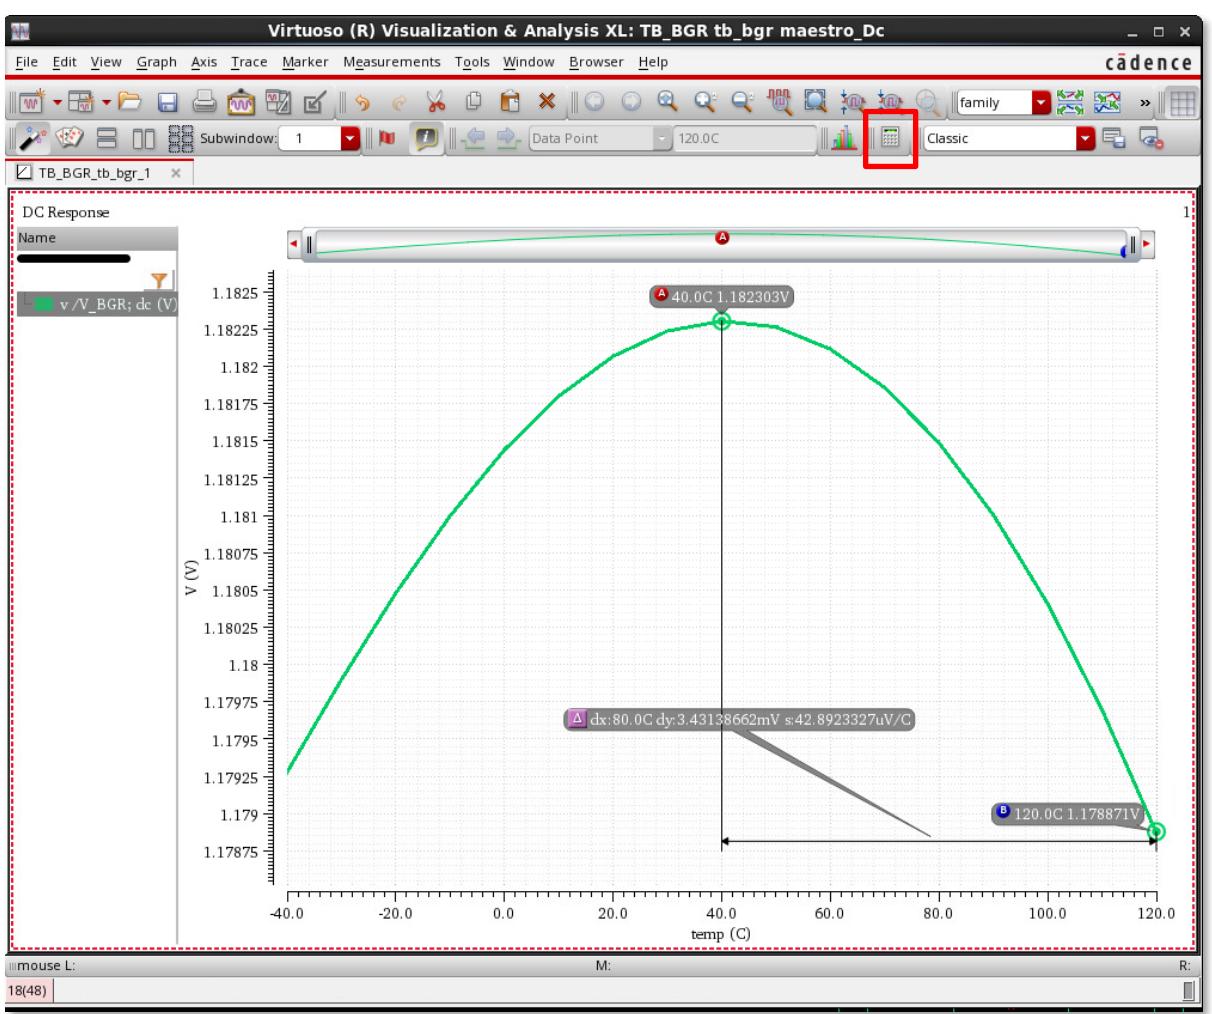 Virtuoso (R) Visualization & Analysis XL: TB_BGR tb_bgr maestro_Dc
File Edit View Graph Axis Trace Marker Measurements Tools Window Browser Help
cādence
family
»
Subwindow: 1
Data Point
120.0C
Classic
TB_BGR_tb_bgr_1
DC Response
1
Name
v /V_BGR; dc (V)
A
A 40.0C 1.182303V
1.1825
1.18225
1.182
1.18175
1.1815
1.18125
1.181
1.18075
1.1805
1.18025
1.18
1.17975
1.1795
1.17925
1.179
1.17875
V (V)
Δ dx:80.0C dy:3.43138662mV s:42.8923327uV/C
B 120.0C 1.178871V
-40.0 -20.0 0.0 20.0 40.0 60.0 80.0 100.0 120.0
temp (C)
mouse L: M: R:
18(48)